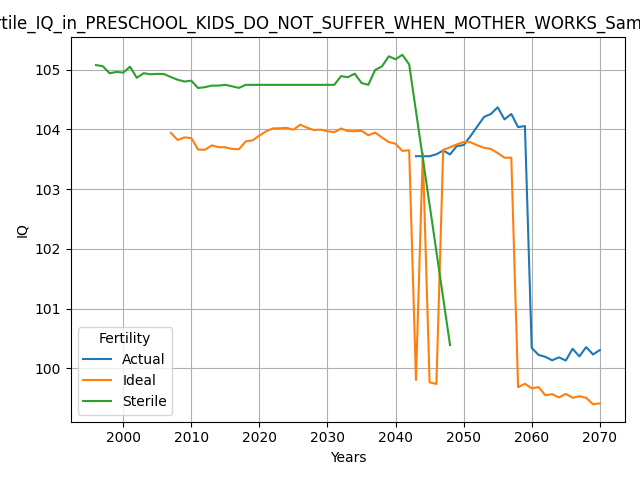 rtile_IQ_in_PRESCHOOL_KIDS_DO_NOT_SUFFER_WHEN_MOTHER_WORKS_Sam
105
104
103
102
101
100
IQ
Fertility
Actual
Ideal
Sterile
2000 2010 2020 2030 2040 2050 2060 2070
Years